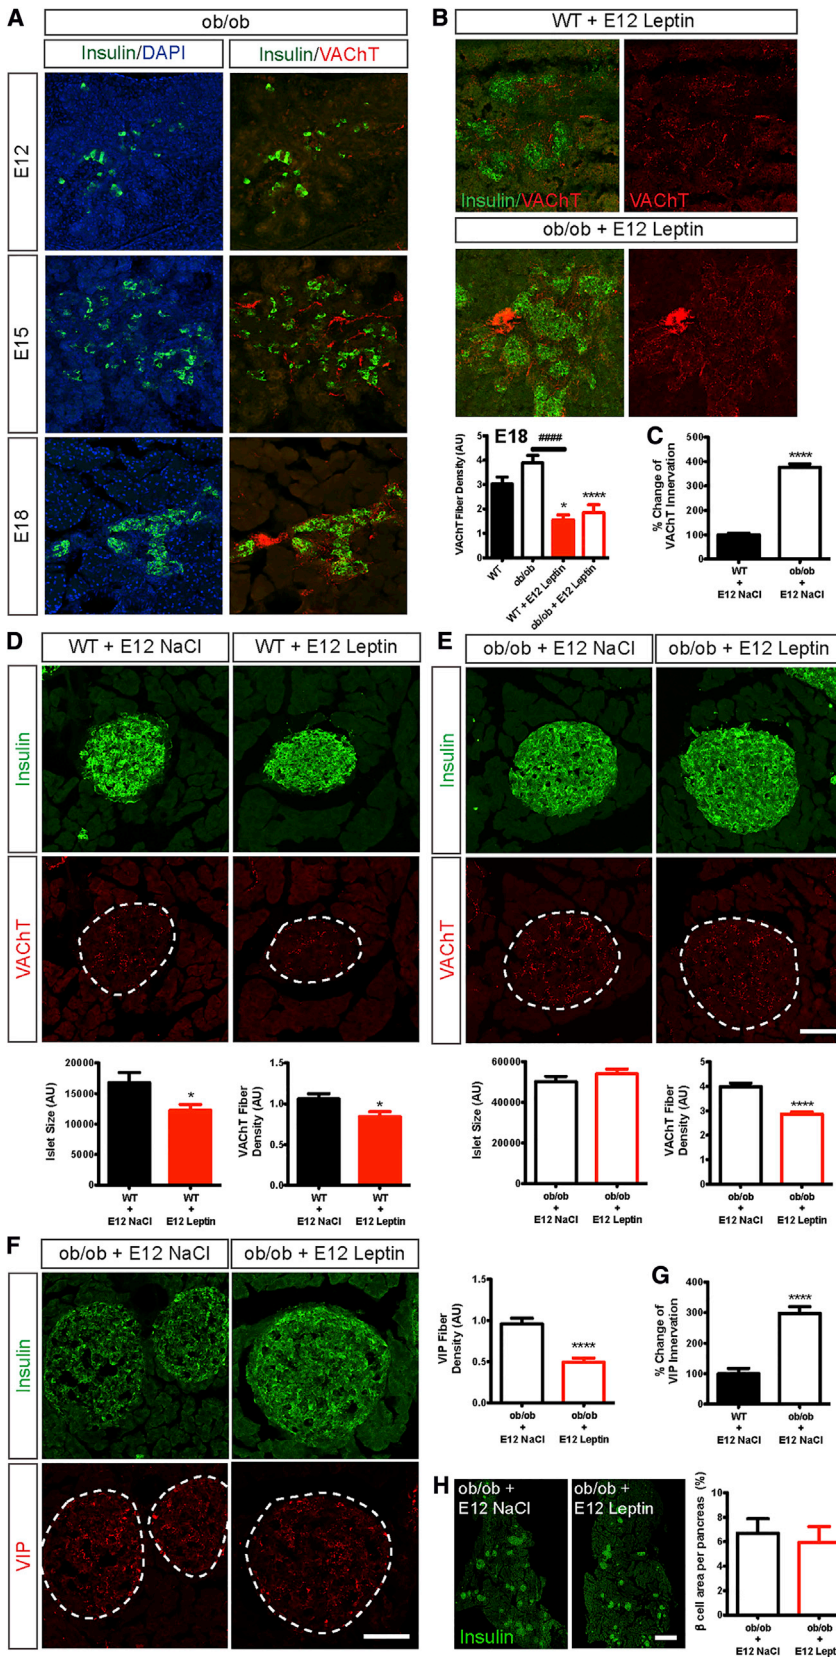 A
ob/ob
Insulin/DAPI
Insulin/VAChT
E12
E15
E18
B
WT + E12 Leptin
Insulin/VAChT
VAChT
ob/ob + E12 Leptin
E18
####
VAChT Fiber Density (AU)
5
4
3
2
1
0
*
****
WT
ob/ob
WT + E12 Leptin
ob/ob + E12 Leptin
C
% Change of
VAChT Innervation
500
400
300
200
100
0
****
WT
+
E12 NaCl
ob/ob
+
E12 NaCl
D
WT + E12 NaCl
WT + E12 Leptin
Insulin
VAChT
Islet Size (AU)
20000
15000
10000
5000
0
*
WT
+
E12 NaCl
WT
+
E12 Leptin
VAChT Fiber
Density (AU)
1.5
1.0
0.5
0.0
*
WT
+
E12 NaCl
WT
+
E12 Leptin
E
ob/ob + E12 NaCl
ob/ob + E12 Leptin
Insulin
VAChT
Islet Size (AU)
60000
40000
20000
0
ob/ob
+
E12 NaCl
ob/ob
+
E12 Leptin
VAChT Fiber
Density (AU)
5
4
3
2
1
0
****
ob/ob
+
E12 NaCl
ob/ob
+
E12 Leptin
F
ob/ob + E12 NaCl
ob/ob + E12 Leptin
Insulin
VIP
VIP Fiber
Density (AU)
1.5
1.0
0.5
0.0
****
ob/ob
+
E12 NaCl
ob/ob
+
E12 Leptin
G
% Change of
VIP Innervation
400
300
200
100
0
****
WT
+
E12 NaCl
ob/ob
+
E12 NaCl
H
ob/ob +
E12 NaCl
ob/ob +
E12 Leptin
Insulin
β cell area per pancreas (%)
10
8
6
4
2
0
ob/ob
+
E12 NaCl
ob/ob
+
E12 Lepti